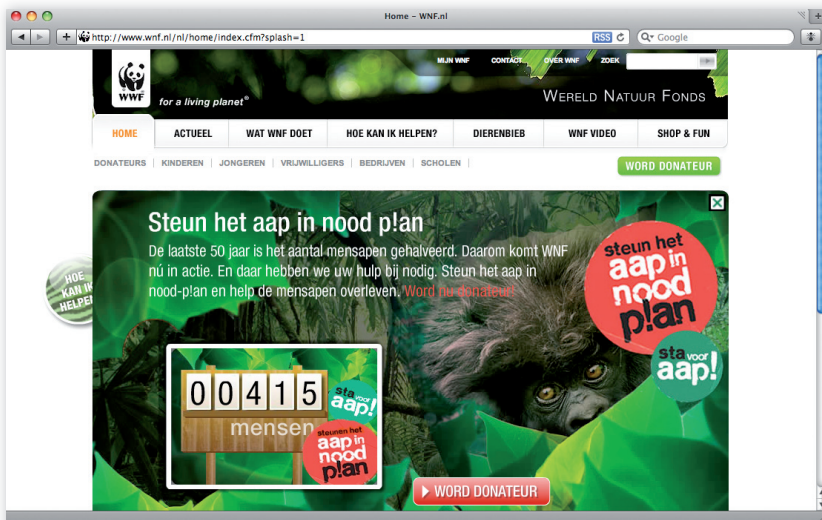 Home – WNF.nl
http://www.wnf.nl/nl/home/index.cfm?splash=1
RSS
Google
MIJN WNF CONTACT OVER WNF ZOEK
WWF
for a living planet®
WERELD NATUUR FONDS
HOME ACTUEEL WAT WNF DOET HOE KAN IK HELPEN? DIERENBIEB WNF VIDEO SHOP & FUN
DONATEURS | KINDEREN | JONGEREN | VRIJWILLIGERS | BEDRIJVEN | SCHOLEN |
WORD DONATEUR
Steun het aap in nood p!an
De laatste 50 jaar is het aantal mensapen gehalveerd. Daarom komt WNF
nú in actie. En daar hebben we uw hulp bij nodig. Steun het aap in
nood-p!an en help de mensapen overleven. Word nu donateur!
HOE
KAN IK
HELPEN
steun het
aap in
nood
p!an
sta voor
aap!
00415
mensen
sta voor
aap!
steunen het
aap in
nood
p!an
WORD DONATEUR